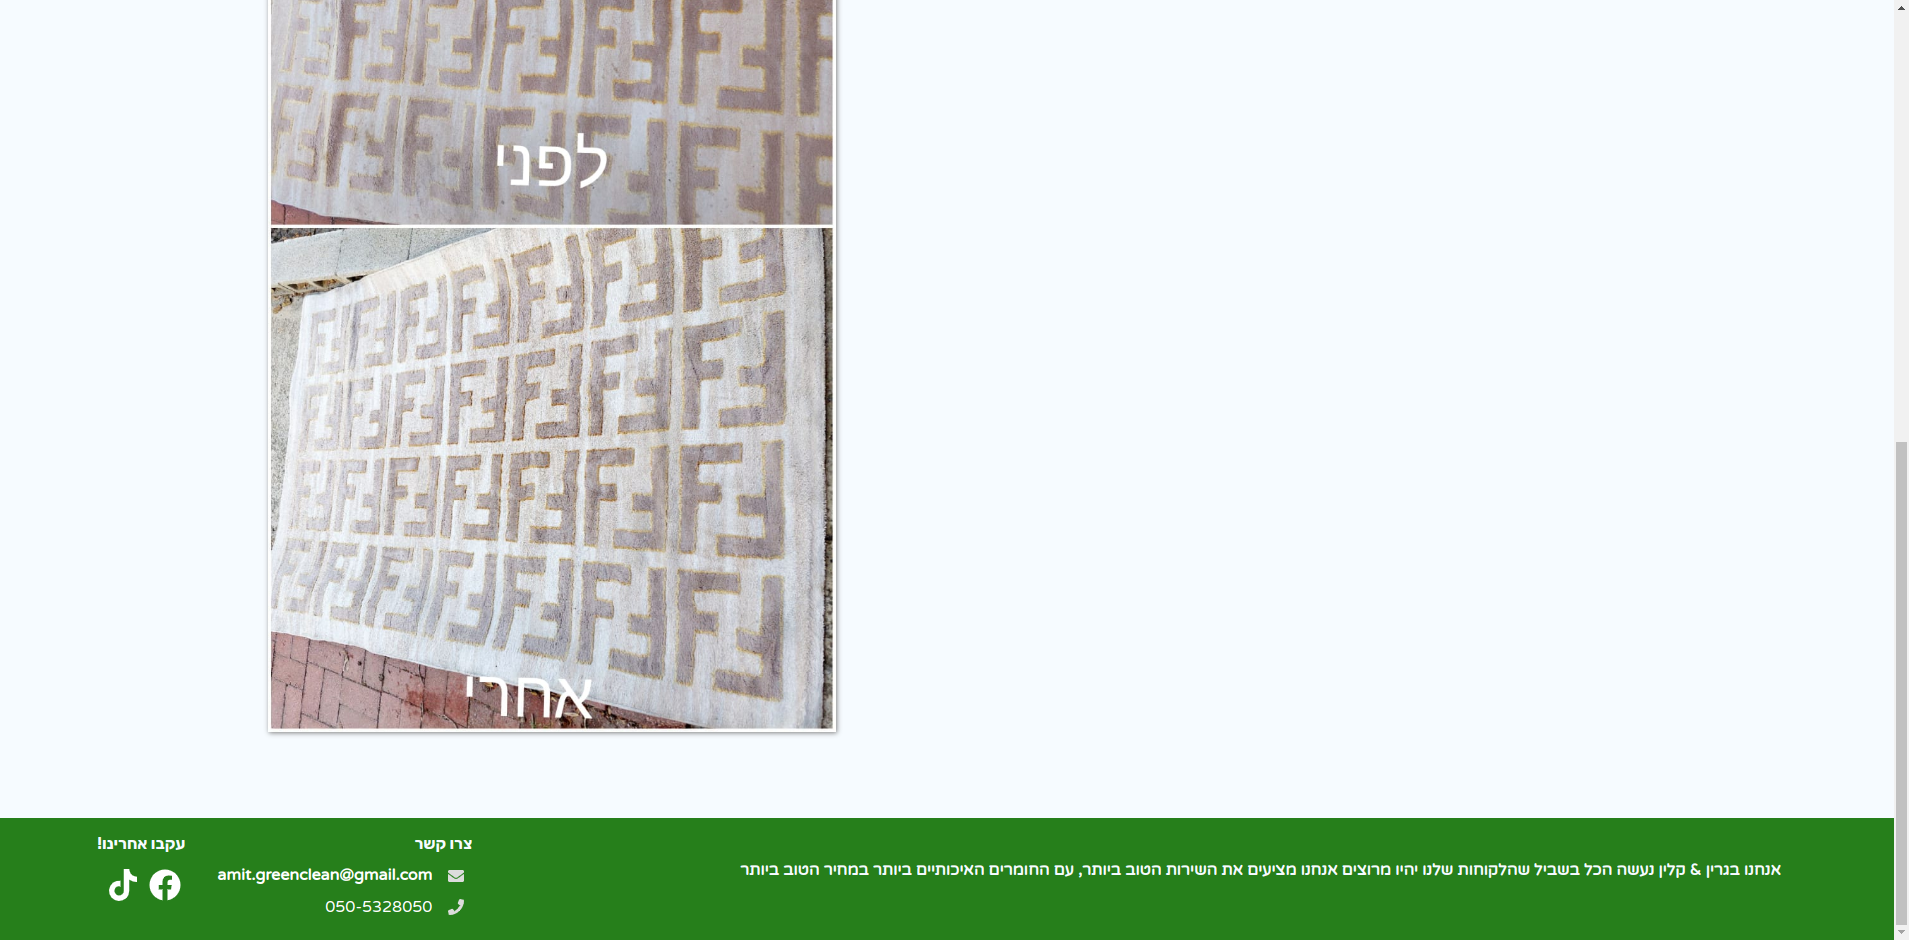 לפני
אחרי
אנחנו בגרין & קלין נעשה הכל בשביל שהלקוחות שלנו יהיו מרוצים אנחנו מציעים את השירות הטוב ביותר, עם החומרים האיכותיים ביותר במחיר הטוב ביותר
צרו קשר
amit.greenclean@gmail.com
050-5328050
עקבו אחרינו!